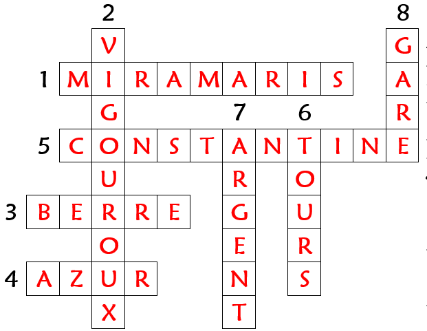 2 8
V G
1 MIRAMARIS A
G 7 6 R
5 CONSTANTINE
U R O
3 BERRE G U
O E R
4 AZUR N S
X T